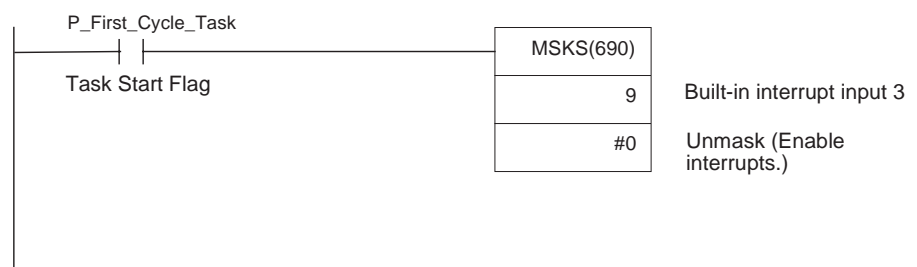 P_First_Cycle_Task
MSKS(690)
Task Start Flag
9
Built-in interrupt input 3
#0
Unmask (Enable
interrupts.)